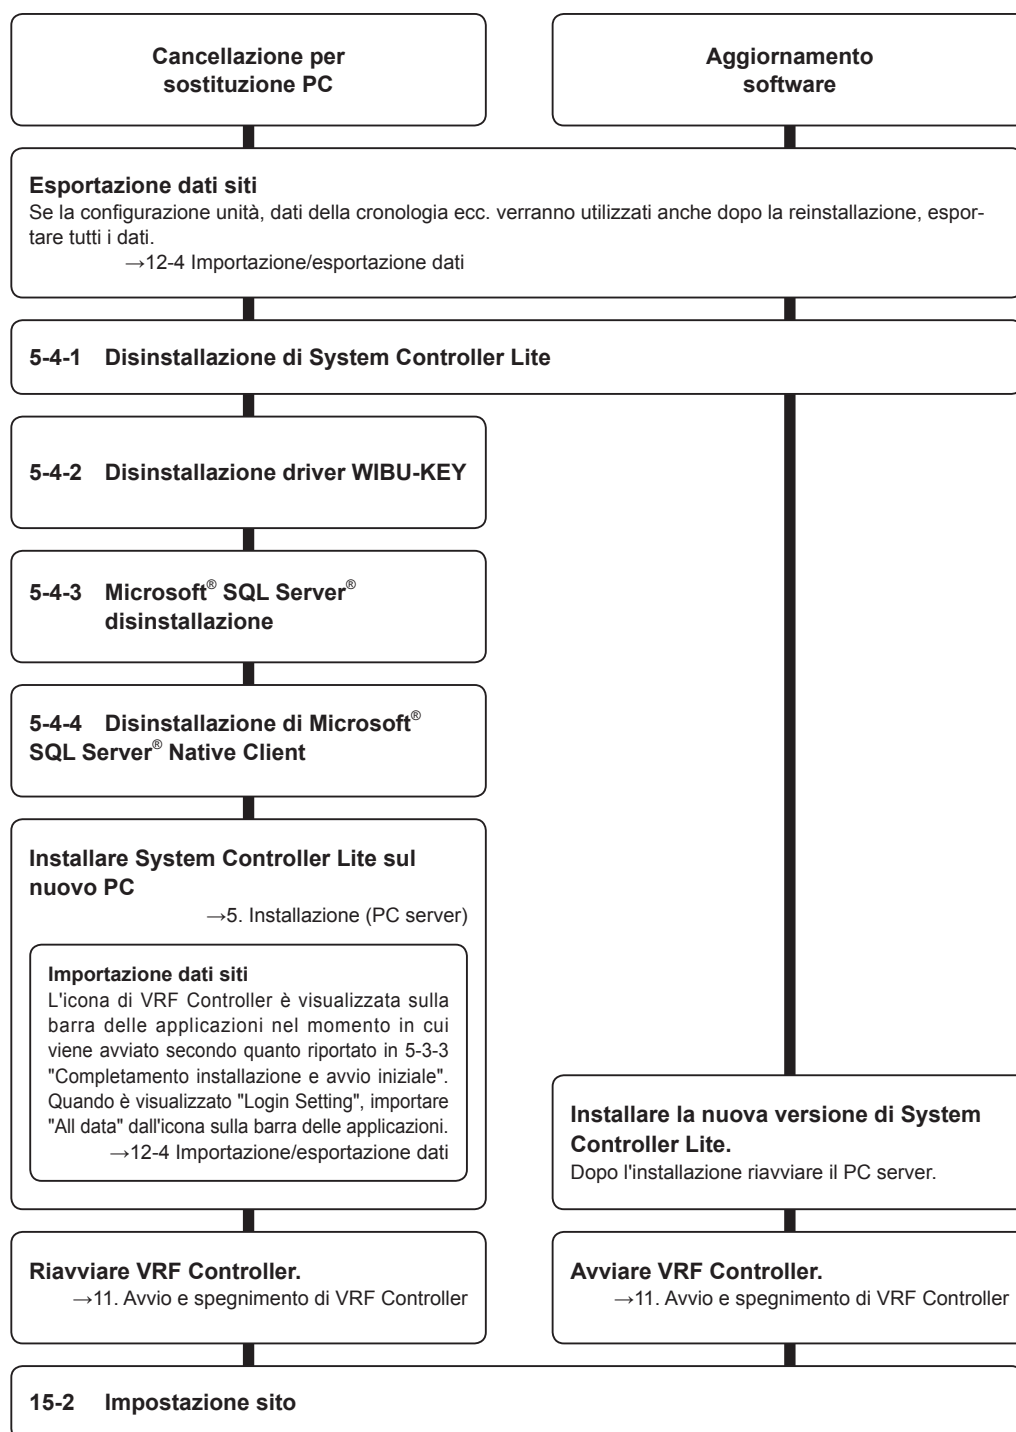 Cancellazione per
sostituzione PC
Aggiornamento
software
Esportazione dati siti
Se la configurazione unità, dati della cronologia ecc. verranno utilizzati anche dopo la reinstallazione, espor-
tare tutti i dati.
→12-4 Importazione/esportazione dati
5-4-1 Disinstallazione di System Controller Lite
5-4-2 Disinstallazione driver WIBU-KEY
5-4-3 Microsoft® SQL Server®
disinstallazione
5-4-4 Disinstallazione di Microsoft®
SQL Server® Native Client
Installare System Controller Lite sul
nuovo PC
→5. Installazione (PC server)
Importazione dati siti
L'icona di VRF Controller è visualizzata sulla
barra delle applicazioni nel momento in cui
viene avviato secondo quanto riportato in 5-3-3
"Completamento installazione e avvio iniziale".
Quando è visualizzato "Login Setting", importare
"All data" dall'icona sulla barra delle applicazioni.
→12-4 Importazione/esportazione dati
Installare la nuova versione di System
Controller Lite.
Dopo l'installazione riavviare il PC server.
Riavviare VRF Controller.
→11. Avvio e spegnimento di VRF Controller
Avviare VRF Controller.
→11. Avvio e spegnimento di VRF Controller
15-2 Impostazione sito